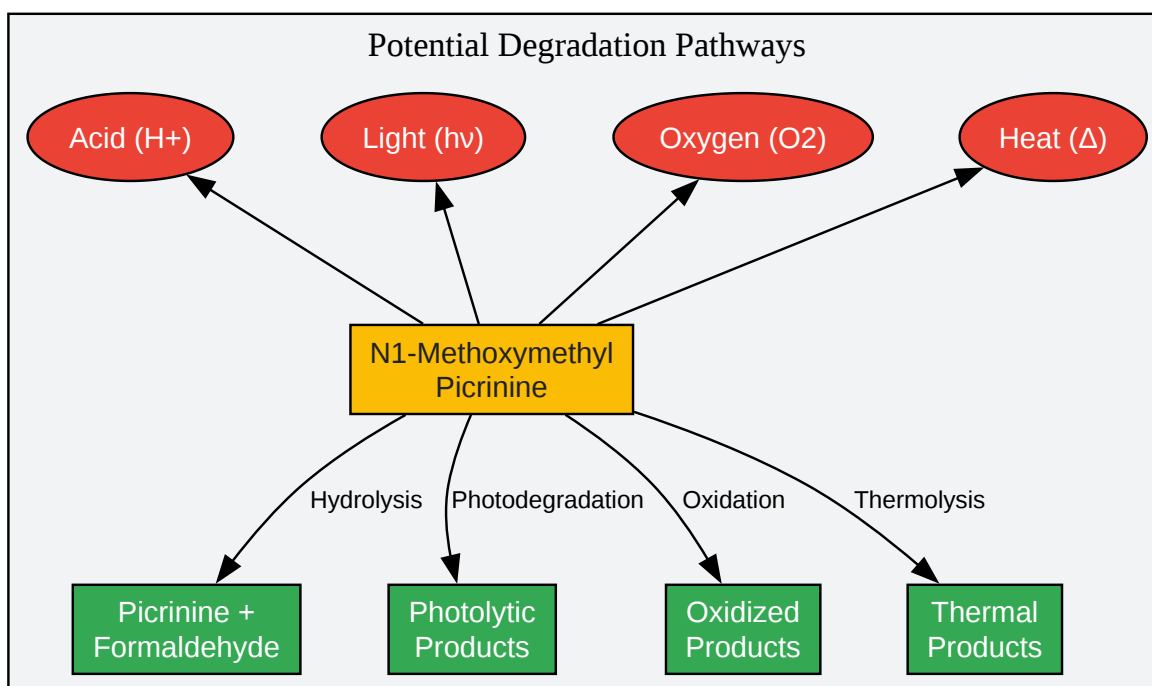 Potential Degradation Pathways
Acid (H+)
Light (hν)
Oxygen (O2)
Heat (Δ)
N1-Methoxymethyl
Picrinine
Hydrolysis
Photodegradation
Oxidation
Thermolysis
Picrinine +
Formaldehyde
Photolytic
Products
Oxidized
Products
Thermal
Products